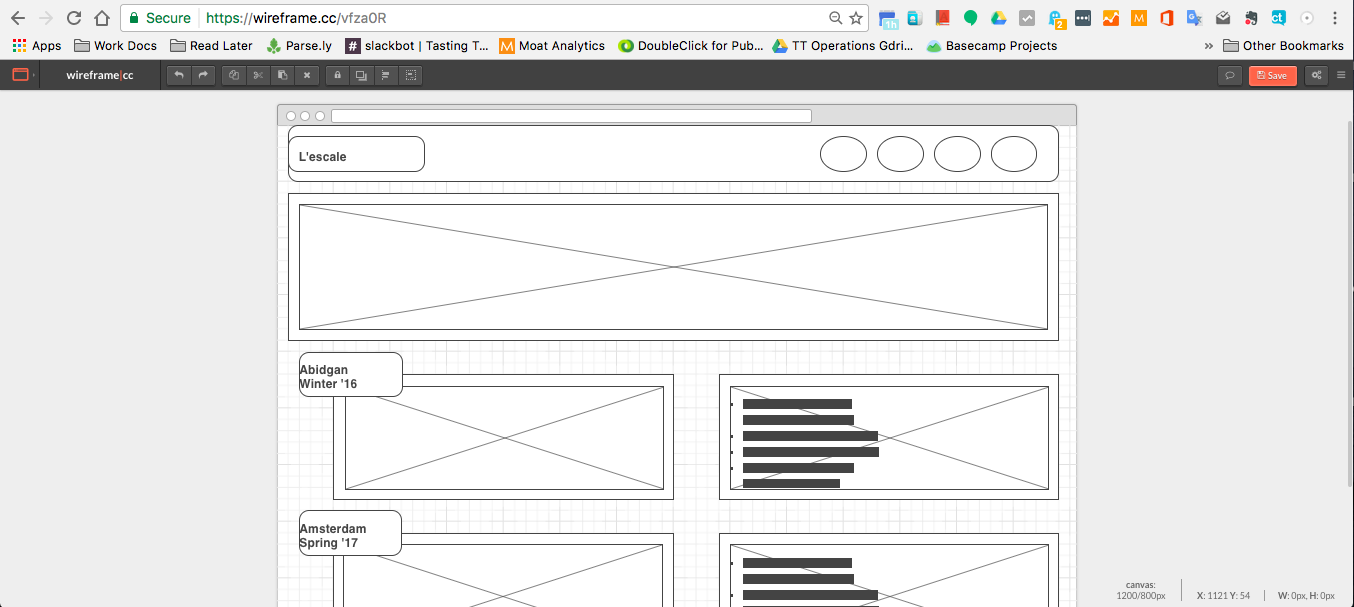 Secure https://wireframe.cc/vfza0R
1h
2
M
ct
Apps Work Docs Read Later Parse.ly slackbot | Tasting T... Moat Analytics DoubleClick for Pub... TT Operations Gdri... Basecamp Projects » Other Bookmarks
wireframe|cc Save
L'escale
Abidgan
Winter '16
Amsterdam
Spring '17
canvas:
1200/800px X: 1121 Y: 54 W: 0px, H: 0px